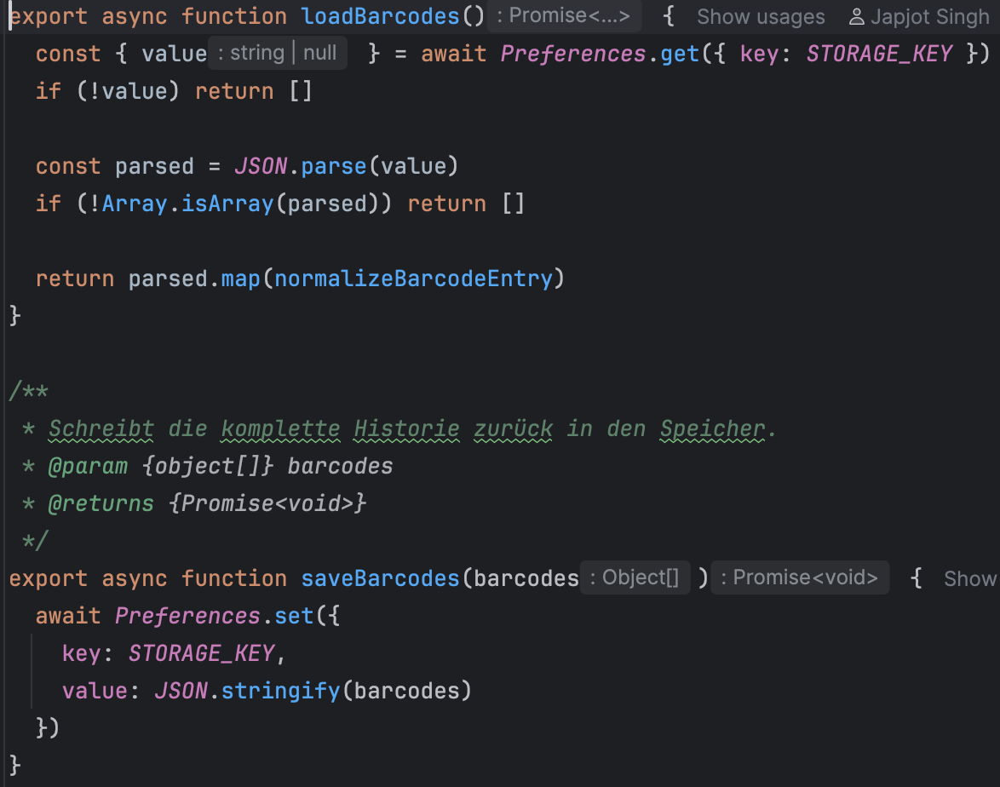 export async function loadBarcodes() : Promise<...> { Show usages Japjot Singh
const { value : string | null } = await Preferences.get({ key: STORAGE_KEY })
if (!value) return []
const parsed = JSON.parse(value)
if (!Array.isArray(parsed)) return []
return parsed.map(normalizeBarcodeEntry)
}
/**
* Schreibt die komplette Historie zurück in den Speicher.
* @param {object[]} barcodes
* @returns {Promise<void>}
*/
export async function saveBarcodes(barcodes : Object[] ) : Promise<void> { Show
await Preferences.set({
key: STORAGE_KEY,
value: JSON.stringify(barcodes)
})
}